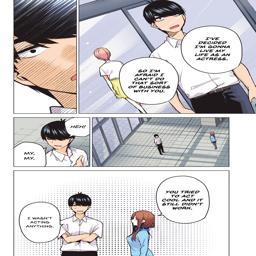 I'VE
DECIDED
I'M GONNA
LIVE MY
LIFE AS AN
ACTRESS.
SO I'M
AFRAID I
CAN'T DO
THAT SORT
OF BUSINESS
WITH YOU.
HEH!
MY,
MY.
YOU TRIED
TO ACT
COOL AND IT
STILL DIDN'T
WORK.
I WASN'T
ACTING
ANYTHING.